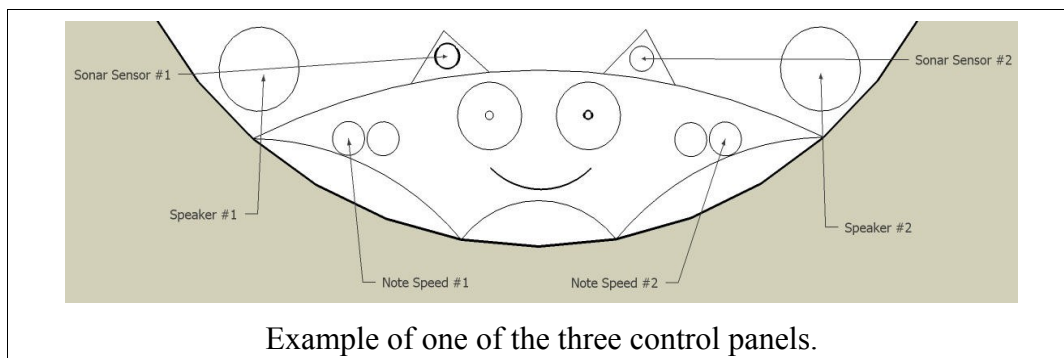 Sonar Sensor #1
Sonar Sensor #2
Speaker #1
Speaker #2
Note Speed #1
Note Speed #2
Example of one of the three control panels.